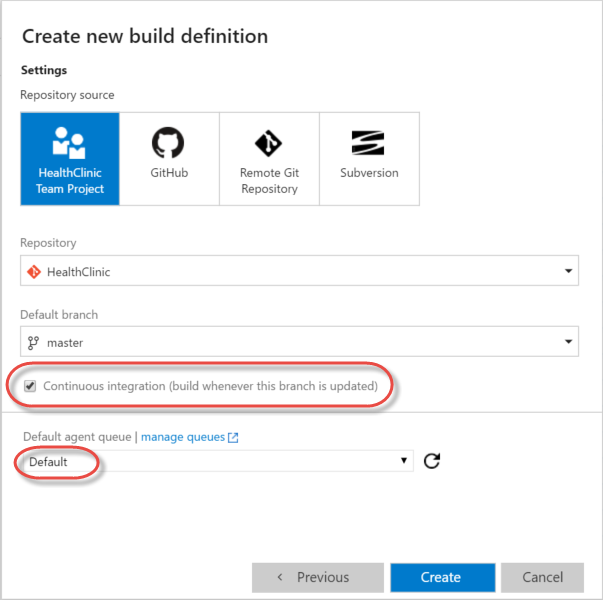 Create new build definition
Settings
Repository source
HealthClinic
Team Project
GitHub
Remote Git
Repository
Subversion
Repository
HealthClinic
Default branch
master
Continuous integration (build whenever this branch is updated)
Default agent queue | manage queues
Default
Previous
Create
Cancel